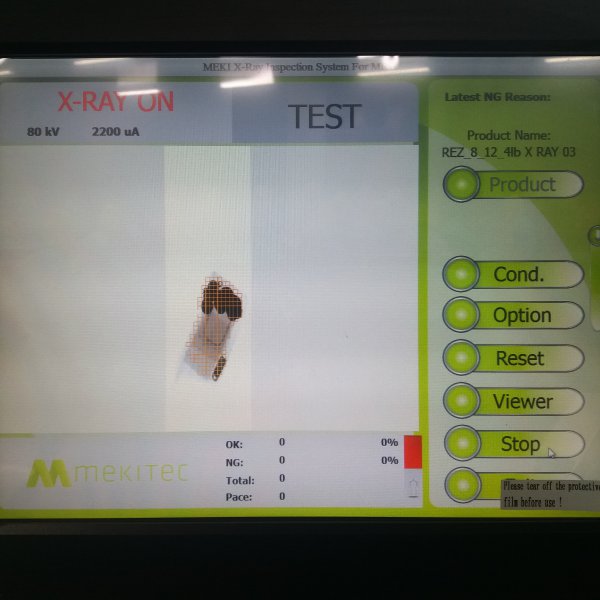 MEKI X-Ray Inspection System For
X-RAY ON
80 kV 2200 uA
TEST
Latest NG Reason:
Product Name:
REZ_8_12_4lb X RAY 03
Product
Cond.
Option
Reset
Viewer
Stop
Please tear off the protective
film before use !
OK: 0 0%
NG: 0 0%
Total: 0
Pace: 0
mekitec